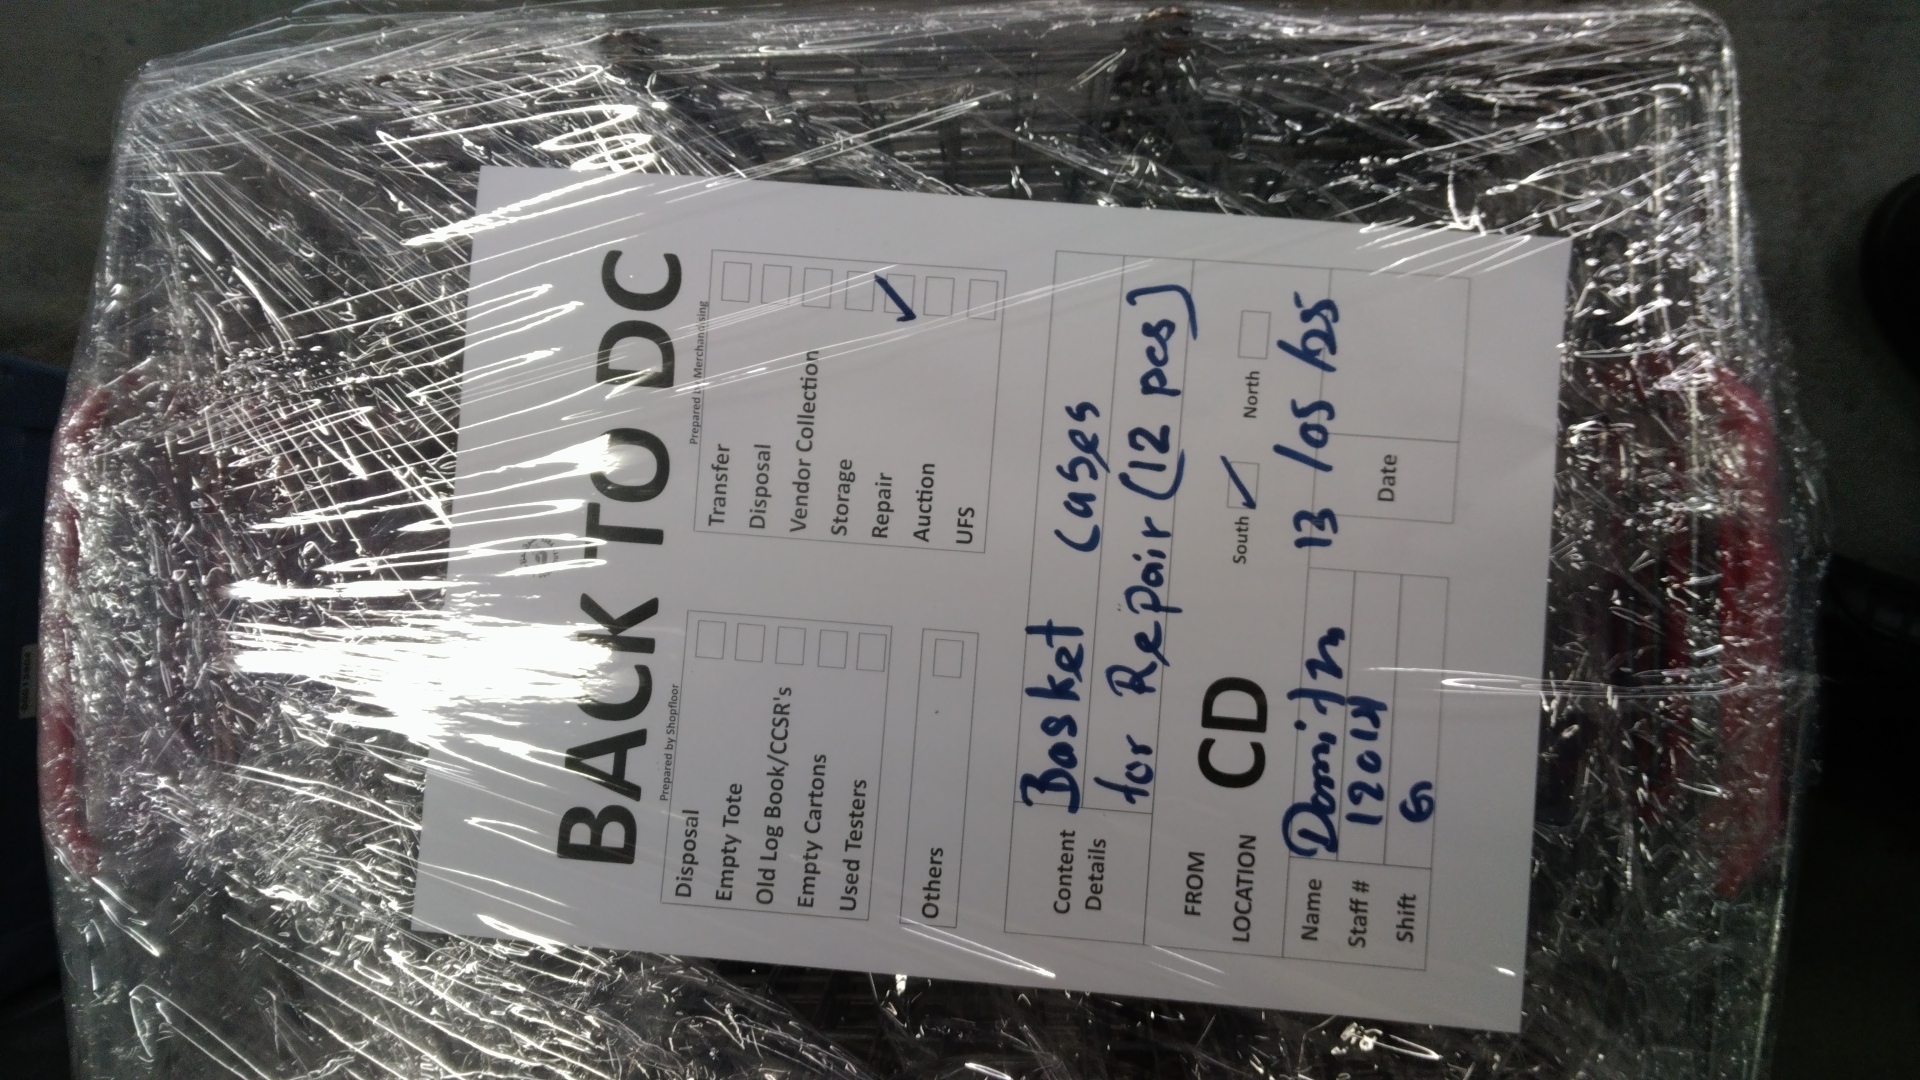 BACK TO DC
Prepared by Shopfloor
Disposal
Empty Tote
Old Log Book/CCSR's
Empty Cartons
Used Testers
Others
Prepared by Merchandising
Transfer
Disposal
Vendor Collection
Storage
Repair
Auction
UFS
Content Details
Basket Cases
for Repair (12 pcs)
FROM LOCATION
CD
South
North
Name
13/05/25
Staff #
Date
Shift